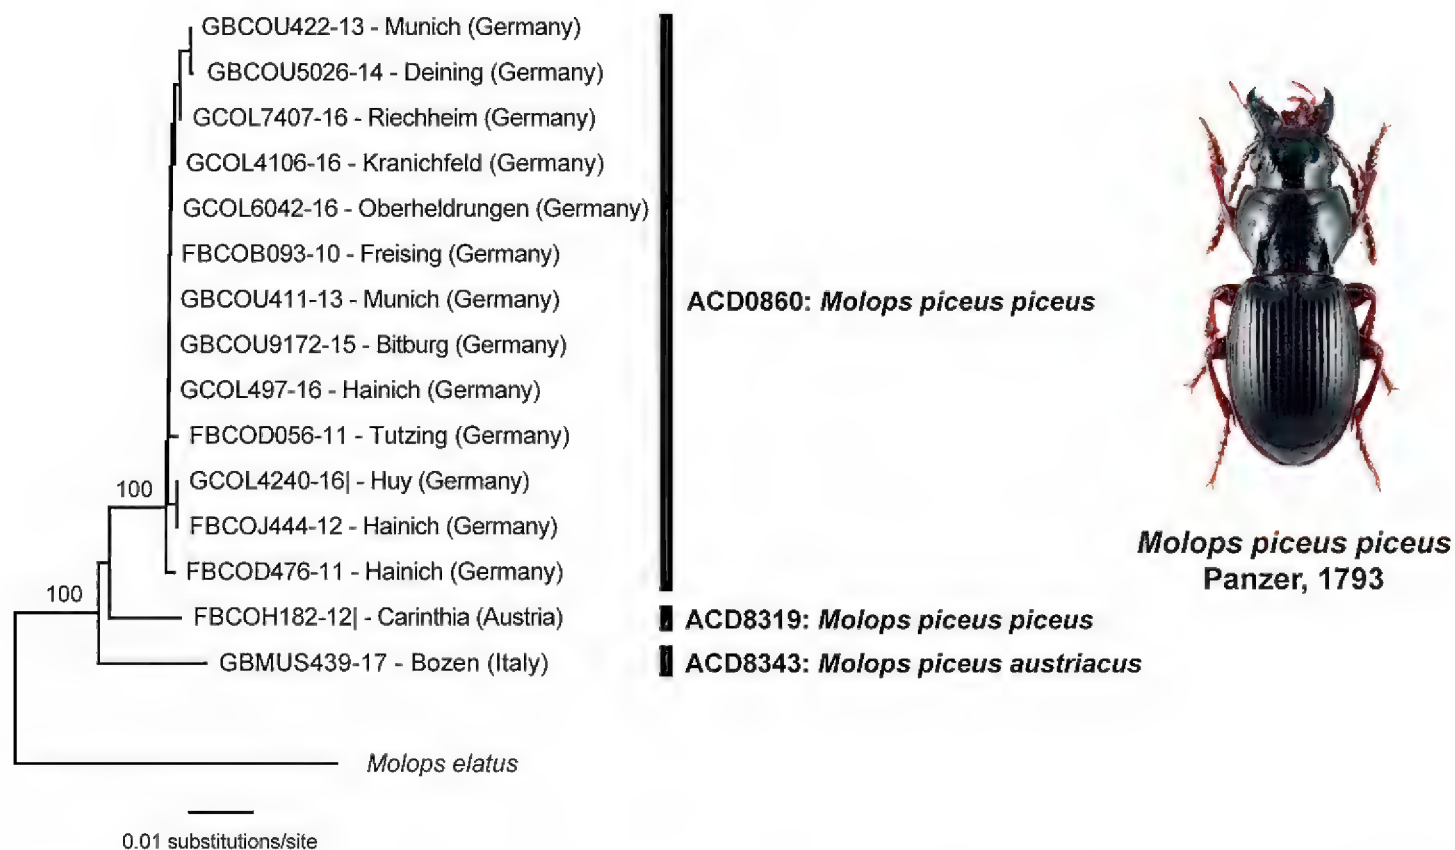 GBCOU422-13 - Munich (Germany)
GBCOU5026-14 - Deining (Germany)
GCOL7407-16 - Riechheim (Germany)
GCOL4106-16 - Kranichfeld (Germany)
GCOL6042-16 - Oberheldrungen (Germany)
FBCOB093-10 - Freising (Germany)
GBCOU411-13 - Munich (Germany)
ACD0860: Molops piceus piceus
GBCOU9172-15 - Bitburg (Germany)
GCOL497-16 - Hainich (Germany)
FBCOD056-11 - Tutzing (Germany)
100
GCOL4240-16| - Huy (Germany)
FBCOJ444-12 - Hainich (Germany)
FBCOD476-11 - Hainich (Germany)
Molops piceus piceus
Panzer, 1793
100
FBCOH182-12| - Carinthia (Austria)
ACD8319: Molops piceus piceus
GBMUS439-17 - Bozen (Italy)
ACD8343: Molops piceus austriacus
Molops elatus
0.01 substitutions/site